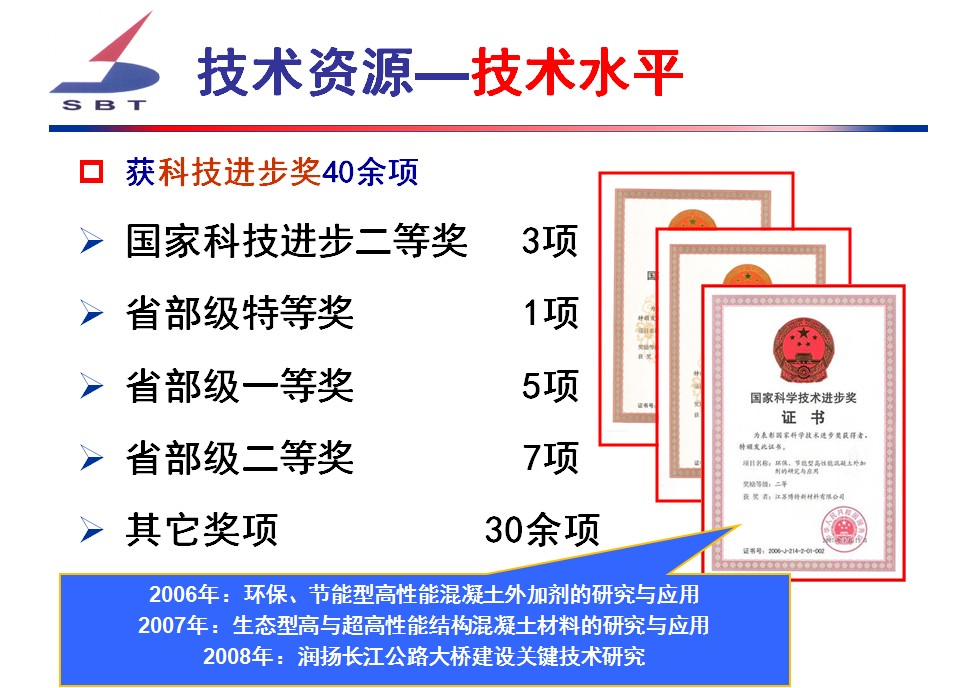 SBT
技术资源—技术水平
获科技进步奖40余项
国家科技进步二等奖 3项
省部级特等奖 1项
省部级一等奖 5项
省部级二等奖 7项
其它奖项 30余项
国家科学技术进步奖
证 书
为表彰国家科学技术进步奖获得者，
特颁发此证书。
项目名称：环保、节能型高性能混凝土外加
剂的研究与应用
奖励等级：二等
获 奖 者：江苏博特新材料有限公司
证书号：2006-J-214-2-01-002
2006年：环保、节能型高性能混凝土外加剂的研究与应用
2007年：生态型高与超高性能结构混凝土材料的研究与应用
2008年：润扬长江公路大桥建设关键技术研究